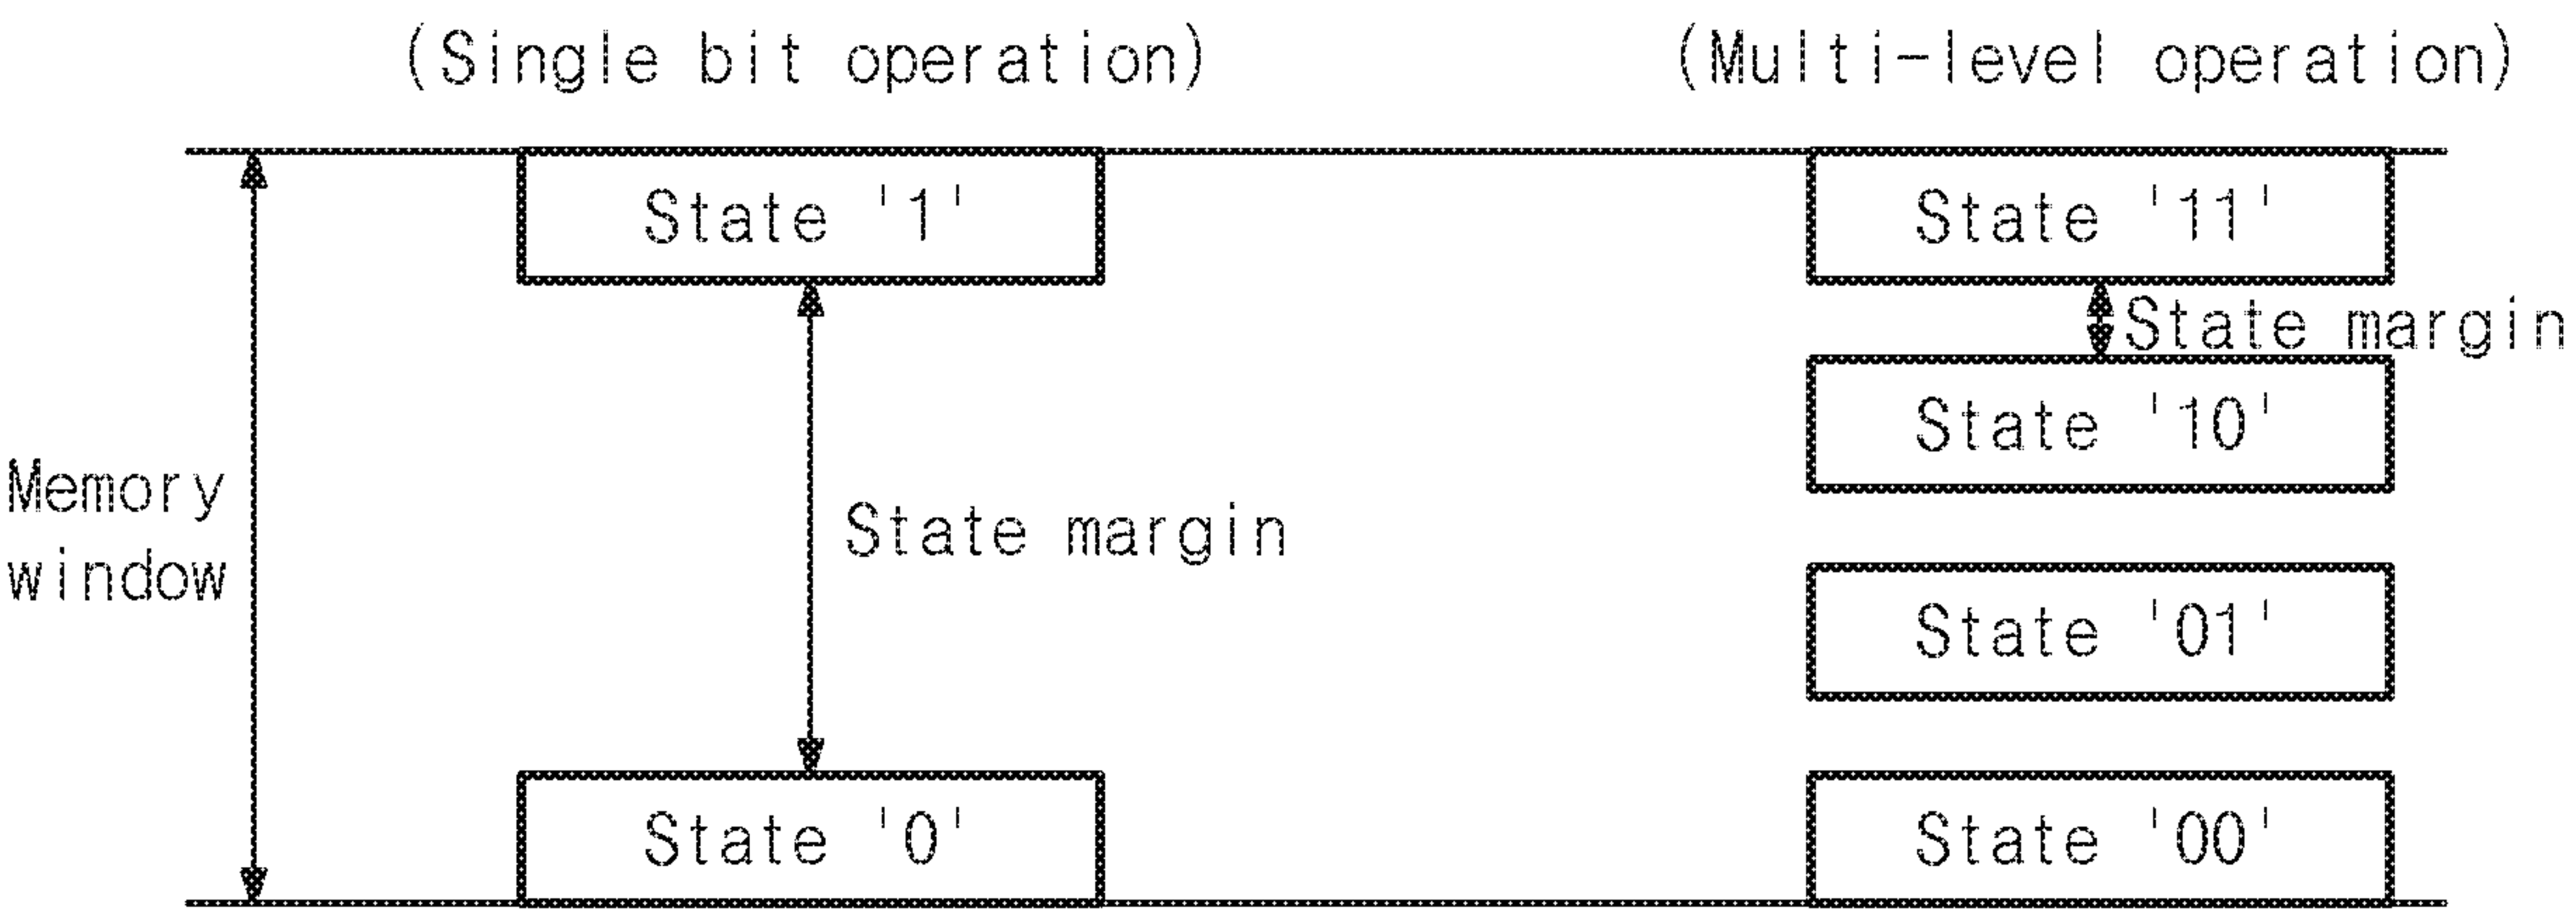 (Single bit operation)
(Multi-level operation)
State '1'
State '11'
State margin
State '10'
Memory
window
State margin
State '01'
State '0'
State '00'